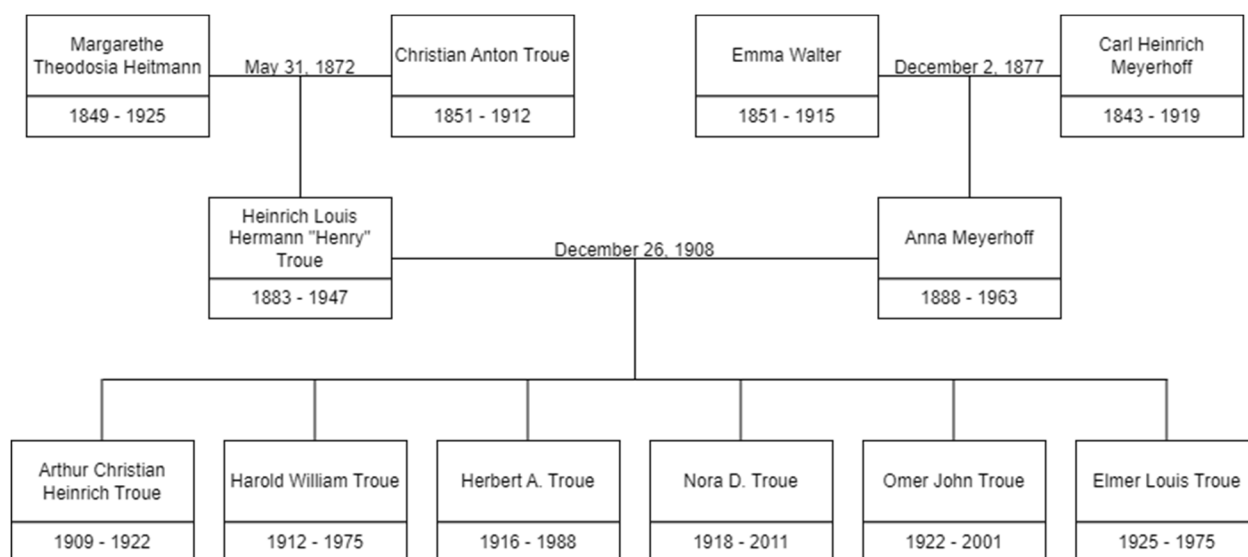 Margarethe
Theodosia Heitmann
1849 - 1925
May 31, 1872
Christian Anton Troue
1851 - 1912
Emma Walter
1851 - 1915
December 2, 1877
Carl Heinrich
Meyerhoff
1843 - 1919
Heinrich Louis
Hermann "Henry"
Troue
1883 - 1947
December 26, 1908
Anna Meyerhoff
1888 - 1963
Arthur Christian
Heinrich Troue
1909 - 1922
Harold William Troue
1912 - 1975
Herbert A. Troue
1916 - 1988
Nora D. Troue
1918 - 2011
Omer John Troue
1922 - 2001
Elmer Louis Troue
1925 - 1975